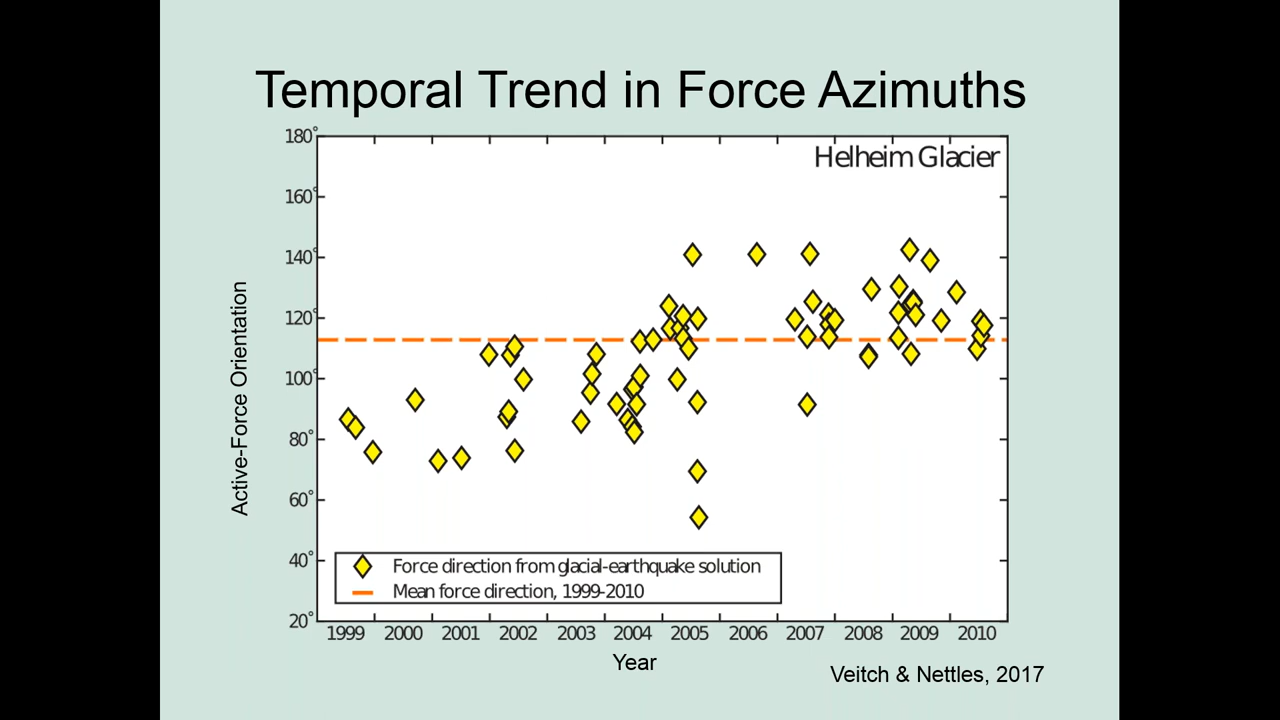 Temporal Trend in Force Azimuths
Helheim Glacier
180°
160°
140°
120°
100°
80°
60°
40°
20°
Active-Force Orientation
Force direction from glacial-earthquake solution
Mean force direction, 1999-2010
1999 2000 2001 2002 2003 2004 2005 2006 2007 2008 2009 2010
Year
Veitch & Nettles, 2017